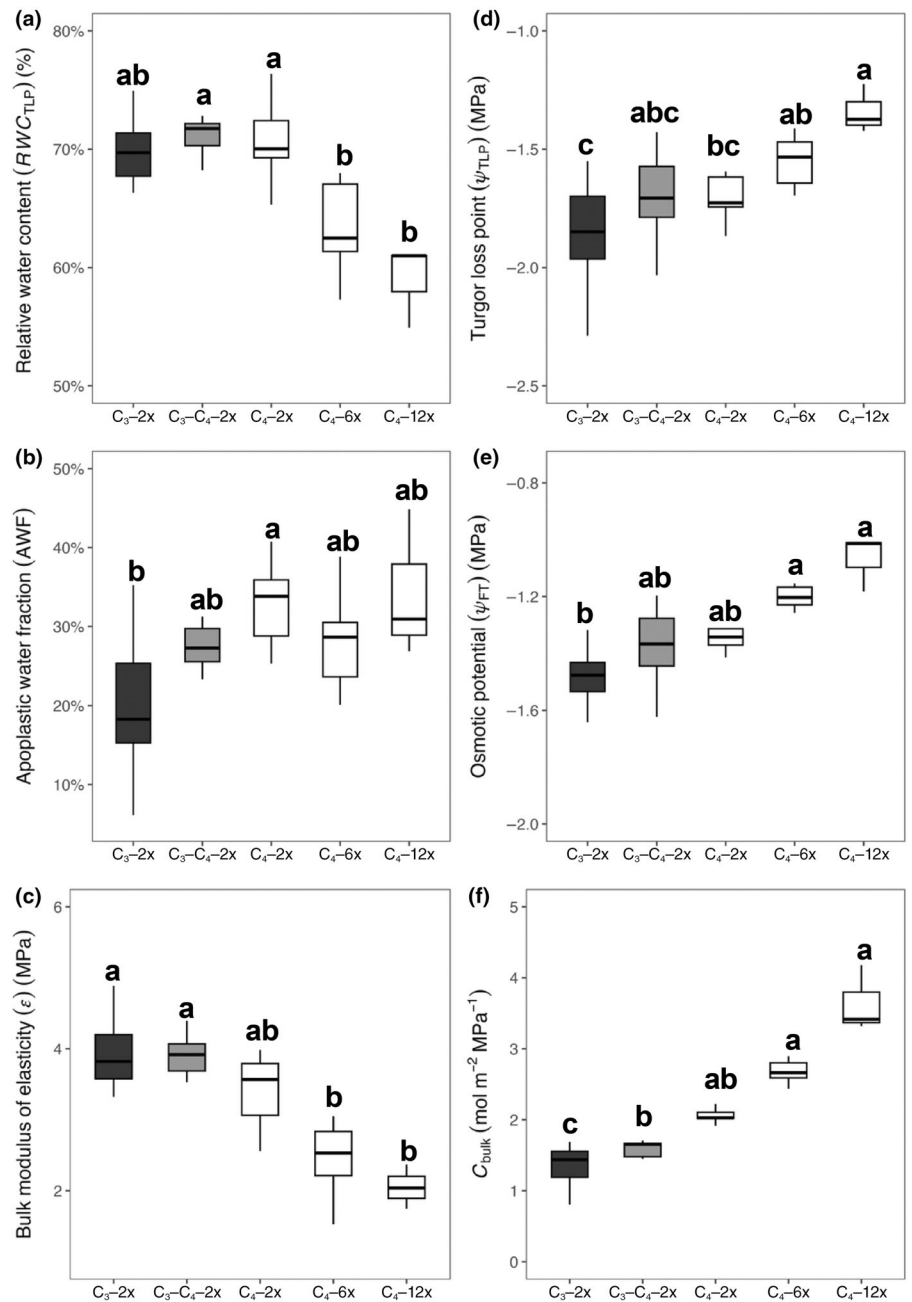 (a)
Relative water content (RWC_TLP) (%)
80%
70%
60%
50%
ab
a
a
b
b
C₃–2x C₃–C₄–2x C₄–2x C₄–6x C₄–12x
(d)
Turgor loss point (ψ_TLP) (MPa)
−1.0
−1.5
−2.0
−2.5
c
abc
bc
ab
a
C₃–2x C₃–C₄–2x C₄–2x C₄–6x C₄–12x
(b)
Apoplastic water fraction (AWF)
50%
40%
30%
20%
10%
b
ab
a
ab
ab
C₃–2x C₃–C₄–2x C₄–2x C₄–6x C₄–12x
(e)
Osmotic potential (ψ_FT) (MPa)
−0.8
−1.2
−1.6
−2.0
b
ab
ab
a
a
C₃–2x C₃–C₄–2x C₄–2x C₄–6x C₄–12x
(c)
Bulk modulus of elasticity (ε) (MPa)
6
4
2
a
a
ab
b
b
C₃–2x C₃–C₄–2x C₄–2x C₄–6x C₄–12x
(f)
C_bulk (mol m⁻² MPa⁻¹)
5
4
3
2
1
0
c
b
ab
a
a
C₃–2x C₃–C₄–2x C₄–2x C₄–6x C₄–12x